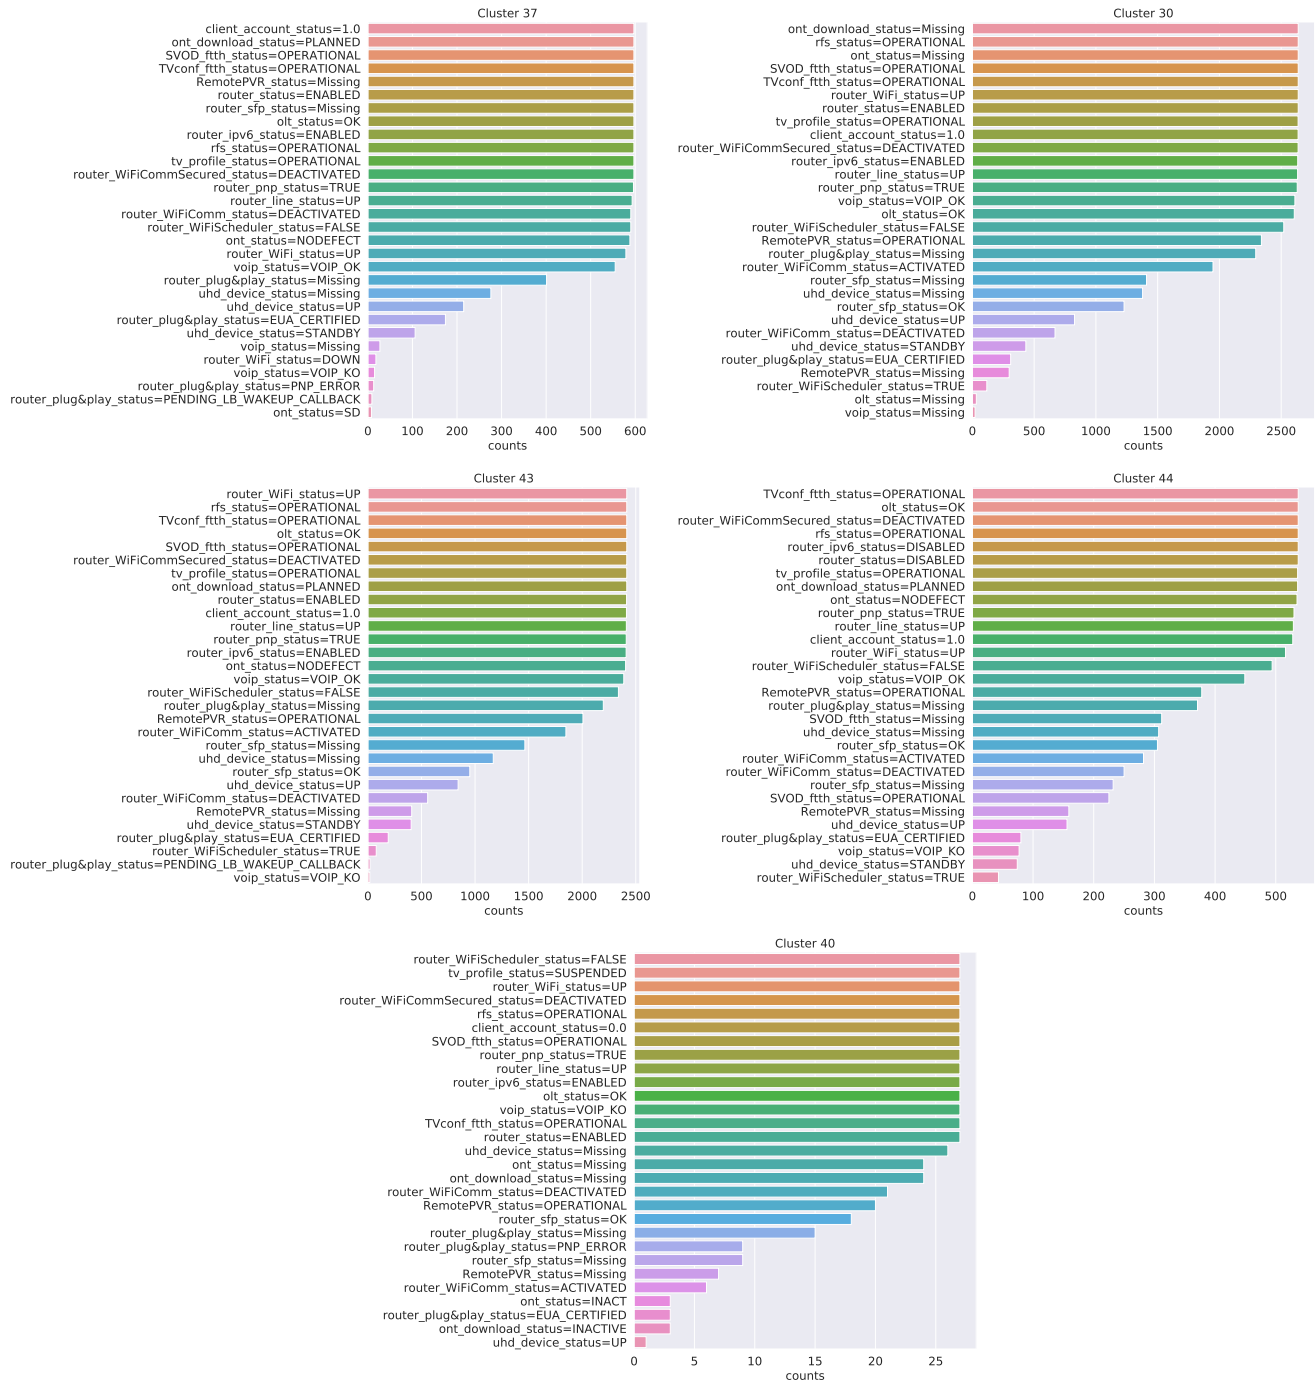 Cluster 37
client_account_status=1.0
ont_download_status=PLANNED
SVOD_ftth_status=OPERATIONAL
TVconf_ftth_status=OPERATIONAL
RemotePVR_status=Missing
router_status=ENABLED
router_sfp_status=Missing
olt_status=OK
router_ipv6_status=ENABLED
rfs_status=OPERATIONAL
tv_profile_status=OPERATIONAL
router_WiFiCommSecured_status=DEACTIVATED
router_pnp_status=TRUE
router_line_status=UP
router_WiFiComm_status=DEACTIVATED
router_WiFiScheduler_status=FALSE
ont_status=NODEFECT
router_WiFi_status=UP
voip_status=VOIP_OK
router_plug&play_status=Missing
uhd_device_status=Missing
uhd_device_status=UP
router_plug&play_status=EUA_CERTIFIED
uhd_device_status=STANDBY
voip_status=Missing
router_WiFi_status=DOWN
voip_status=VOIP_KO
router_plug&play_status=PNP_ERROR
router_plug&play_status=PENDING_LB_WAKEUP_CALLBACK
ont_status=SD
0 100 200 300 400 500 600
counts
Cluster 30
ont_download_status=Missing
rfs_status=OPERATIONAL
ont_status=Missing
SVOD_ftth_status=OPERATIONAL
TVconf_ftth_status=OPERATIONAL
router_WiFi_status=UP
router_status=ENABLED
tv_profile_status=OPERATIONAL
client_account_status=1.0
router_WiFiCommSecured_status=DEACTIVATED
router_ipv6_status=ENABLED
router_line_status=UP
router_pnp_status=TRUE
voip_status=VOIP_OK
olt_status=OK
router_WiFiScheduler_status=FALSE
RemotePVR_status=OPERATIONAL
router_plug&play_status=Missing
router_WiFiComm_status=ACTIVATED
router_sfp_status=Missing
uhd_device_status=Missing
router_sfp_status=OK
uhd_device_status=UP
router_WiFiComm_status=DEACTIVATED
uhd_device_status=STANDBY
router_plug&play_status=EUA_CERTIFIED
RemotePVR_status=Missing
router_WiFiScheduler_status=TRUE
olt_status=Missing
voip_status=Missing
0 500 1000 1500 2000 2500
counts
Cluster 43
router_WiFi_status=UP
rfs_status=OPERATIONAL
TVconf_ftth_status=OPERATIONAL
olt_status=OK
SVOD_ftth_status=OPERATIONAL
router_WiFiCommSecured_status=DEACTIVATED
tv_profile_status=OPERATIONAL
ont_download_status=PLANNED
router_status=ENABLED
client_account_status=1.0
router_line_status=UP
router_pnp_status=TRUE
router_ipv6_status=ENABLED
ont_status=NODEFECT
voip_status=VOIP_OK
router_WiFiScheduler_status=FALSE
router_plug&play_status=Missing
RemotePVR_status=OPERATIONAL
router_WiFiComm_status=ACTIVATED
router_sfp_status=Missing
uhd_device_status=Missing
router_sfp_status=OK
uhd_device_status=UP
router_WiFiComm_status=DEACTIVATED
RemotePVR_status=Missing
uhd_device_status=STANDBY
router_plug&play_status=EUA_CERTIFIED
router_WiFiScheduler_status=TRUE
router_plug&play_status=PENDING_LB_WAKEUP_CALLBACK
voip_status=VOIP_KO
0 500 1000 1500 2000 2500
counts
Cluster 44
TVconf_ftth_status=OPERATIONAL
olt_status=OK
router_WiFiCommSecured_status=DEACTIVATED
rfs_status=OPERATIONAL
router_ipv6_status=DISABLED
router_status=DISABLED
tv_profile_status=OPERATIONAL
ont_download_status=PLANNED
ont_status=NODEFECT
router_pnp_status=TRUE
router_line_status=UP
client_account_status=1.0
router_WiFi_status=UP
router_WiFiScheduler_status=FALSE
voip_status=VOIP_OK
RemotePVR_status=OPERATIONAL
router_plug&play_status=Missing
SVOD_ftth_status=Missing
uhd_device_status=Missing
router_sfp_status=OK
router_WiFiComm_status=ACTIVATED
router_WiFiComm_status=DEACTIVATED
router_sfp_status=Missing
SVOD_ftth_status=OPERATIONAL
RemotePVR_status=Missing
uhd_device_status=UP
router_plug&play_status=EUA_CERTIFIED
voip_status=VOIP_KO
uhd_device_status=STANDBY
router_WiFiScheduler_status=TRUE
0 100 200 300 400 500
counts
Cluster 40
router_WiFiScheduler_status=FALSE
tv_profile_status=SUSPENDED
router_WiFi_status=UP
router_WiFiCommSecured_status=DEACTIVATED
rfs_status=OPERATIONAL
client_account_status=0.0
SVOD_ftth_status=OPERATIONAL
router_pnp_status=TRUE
router_line_status=UP
router_ipv6_status=ENABLED
olt_status=OK
voip_status=VOIP_KO
TVconf_ftth_status=OPERATIONAL
router_status=ENABLED
uhd_device_status=Missing
ont_status=Missing
ont_download_status=Missing
router_WiFiComm_status=DEACTIVATED
RemotePVR_status=OPERATIONAL
router_sfp_status=OK
router_plug&play_status=Missing
router_plug&play_status=PNP_ERROR
router_sfp_status=Missing
RemotePVR_status=Missing
router_WiFiComm_status=ACTIVATED
ont_status=INACT
router_plug&play_status=EUA_CERTIFIED
ont_download_status=INACTIVE
uhd_device_status=UP
0 5 10 15 20 25
counts